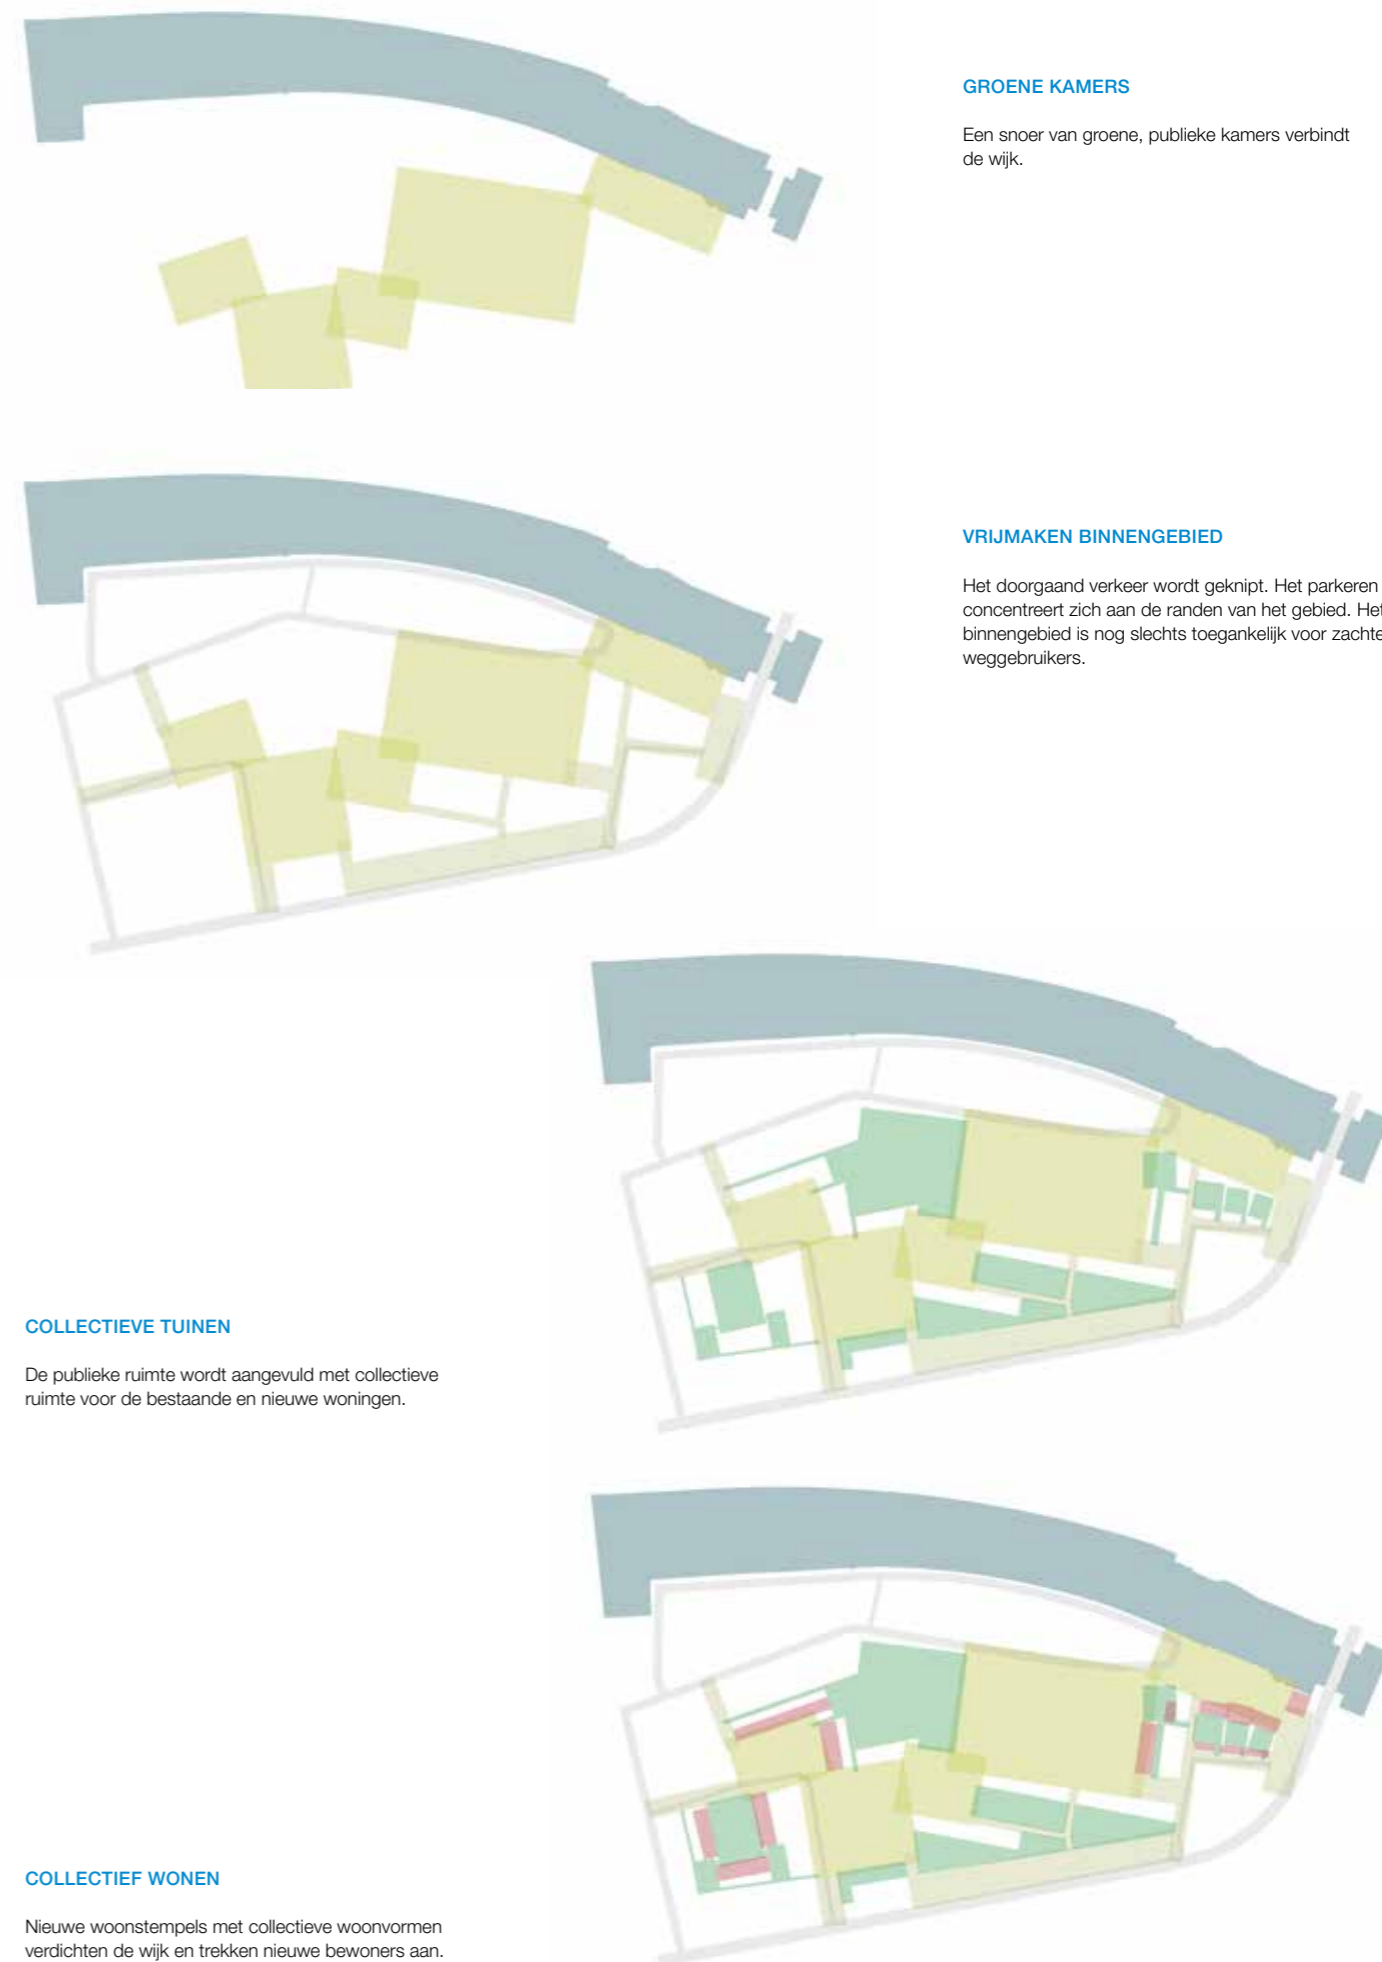 GROENE KAMERS
Een snoer van groene, publieke kamers verbindt
de wijk.
VRIJMAKEN BINNENGEBIED
Het doorgaand verkeer wordt geknipt. Het parkeren
concentreert zich aan de randen van het gebied. Het
binnengebied is nog slechts toegankelijk voor zachte
weggebruikers.
COLLECTIEVE TUINEN
De publieke ruimte wordt aangevuld met collectieve
ruimte voor de bestaande en nieuwe woningen.
COLLECTIEF WONEN
Nieuwe woonstempels met collectieve woonvormen
verdichten de wijk en trekken nieuwe bewoners aan.